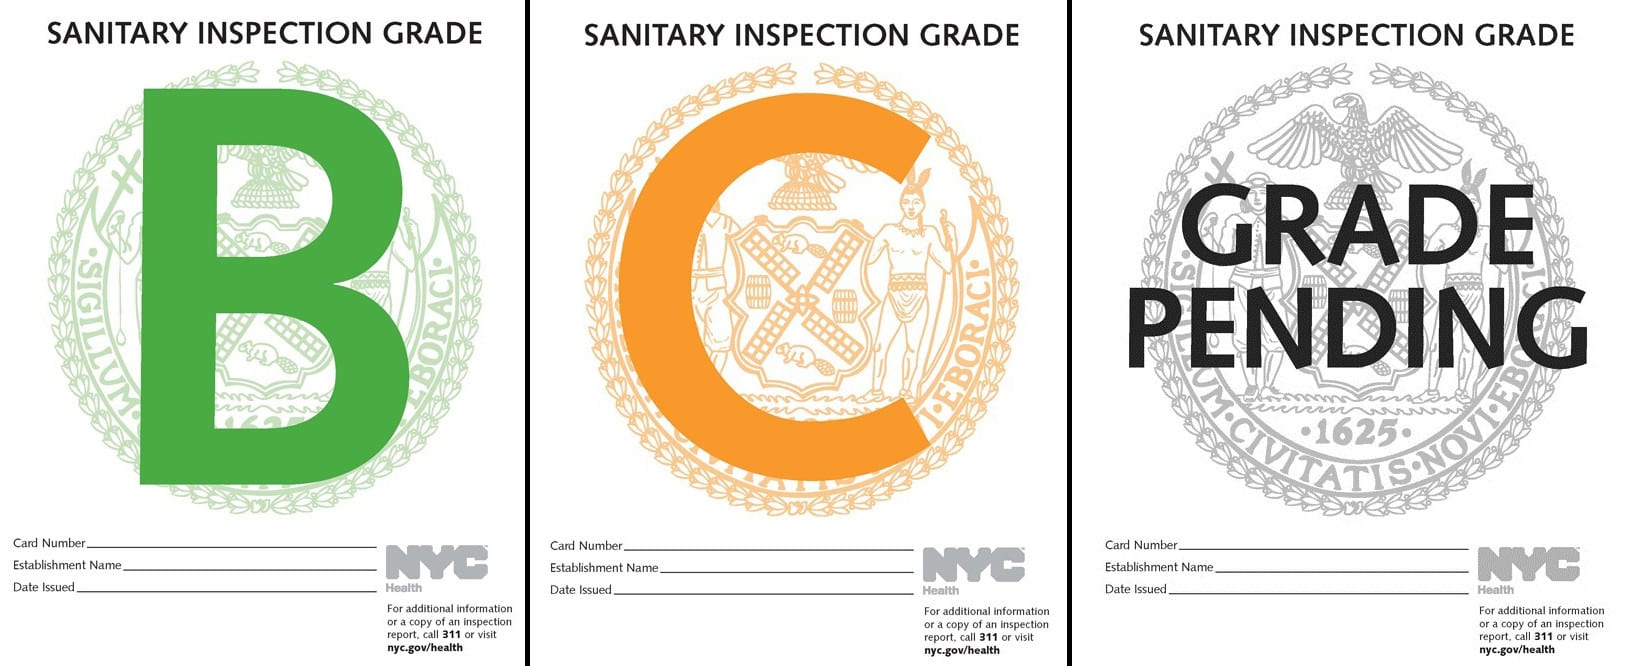 SANITARY INSPECTION GRADE
B
SIGILLUM
EBORACI
Card Number
Establishment Name
Date Issued
NYC
Health
For additional information
or a copy of an inspection
report, call 311 or visit
nyc.gov/health
SANITARY INSPECTION GRADE
C
EBORACI
Card Number
Establishment Name
Date Issued
NYC
Health
For additional information
or a copy of an inspection
report, call 311 or visit
nyc.gov/health
SANITARY INSPECTION GRADE
GRADE
PENDING
·1625·
CIVITATIS·NOVI
Card Number
Establishment Name
Date Issued
NYC
Health
For additional information
or a copy of an inspection
report, call 311 or visit
nyc.gov/health